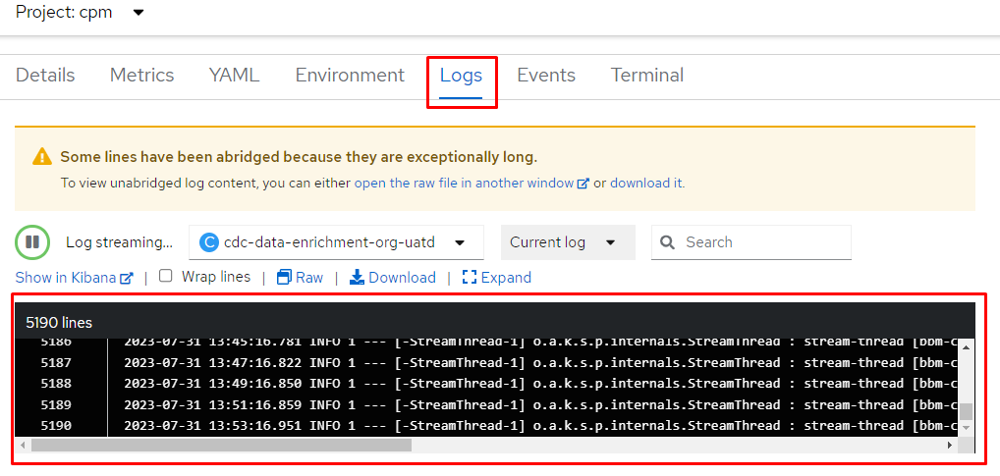 Project: cpm
Details Metrics YAML Environment Logs Events Terminal
Some lines have been abridged because they are exceptionally long.
To view unabridged log content, you can either open the raw file in another window or download it.
Log streaming... C cdc-data-enrichment-org-uatd Current log Search
Show in Kibana | Wrap lines | Raw | Download | Expand
5190 lines
5186 2023-07-31 13:45:16.781 INFO 1 --- [-StreamThread-1] o.a.k.s.p.internals.StreamThread : stream-thread [bbm-c
5187 2023-07-31 13:47:16.822 INFO 1 --- [-StreamThread-1] o.a.k.s.p.internals.StreamThread : stream-thread [bbm-c
5188 2023-07-31 13:49:16.850 INFO 1 --- [-StreamThread-1] o.a.k.s.p.internals.StreamThread : stream-thread [bbm-c
5189 2023-07-31 13:51:16.859 INFO 1 --- [-StreamThread-1] o.a.k.s.p.internals.StreamThread : stream-thread [bbm-c
5190 2023-07-31 13:53:16.951 INFO 1 --- [-StreamThread-1] o.a.k.s.p.internals.StreamThread : stream-thread [bbm-c